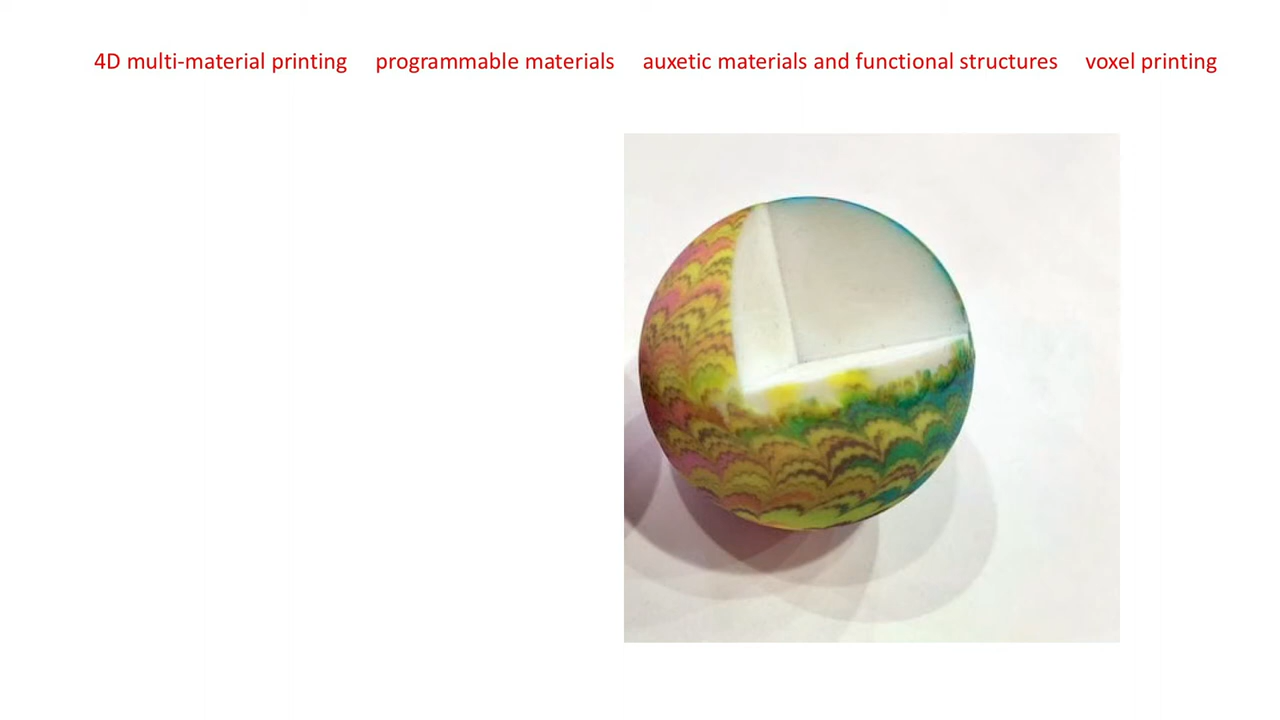 4D multi-material printing programmable materials auxetic materials and functional structures voxel printing